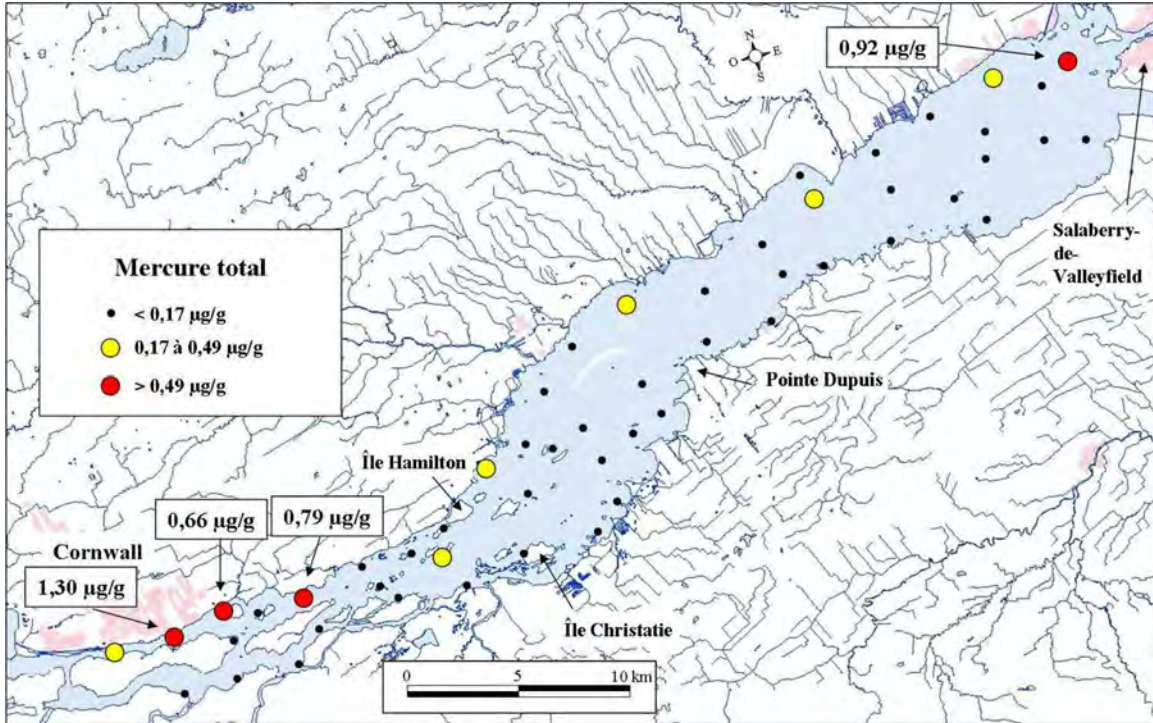 N
O E
S
0,92 µg/g
Salaberry-
de-
Valleyfield
Mercure total
< 0,17 µg/g
0,17 à 0,49 µg/g
> 0,49 µg/g
Pointe Dupuis
Île Hamilton
0,66 µg/g
0,79 µg/g
Cornwall
1,30 µg/g
Île Christatie
0 5 10 km